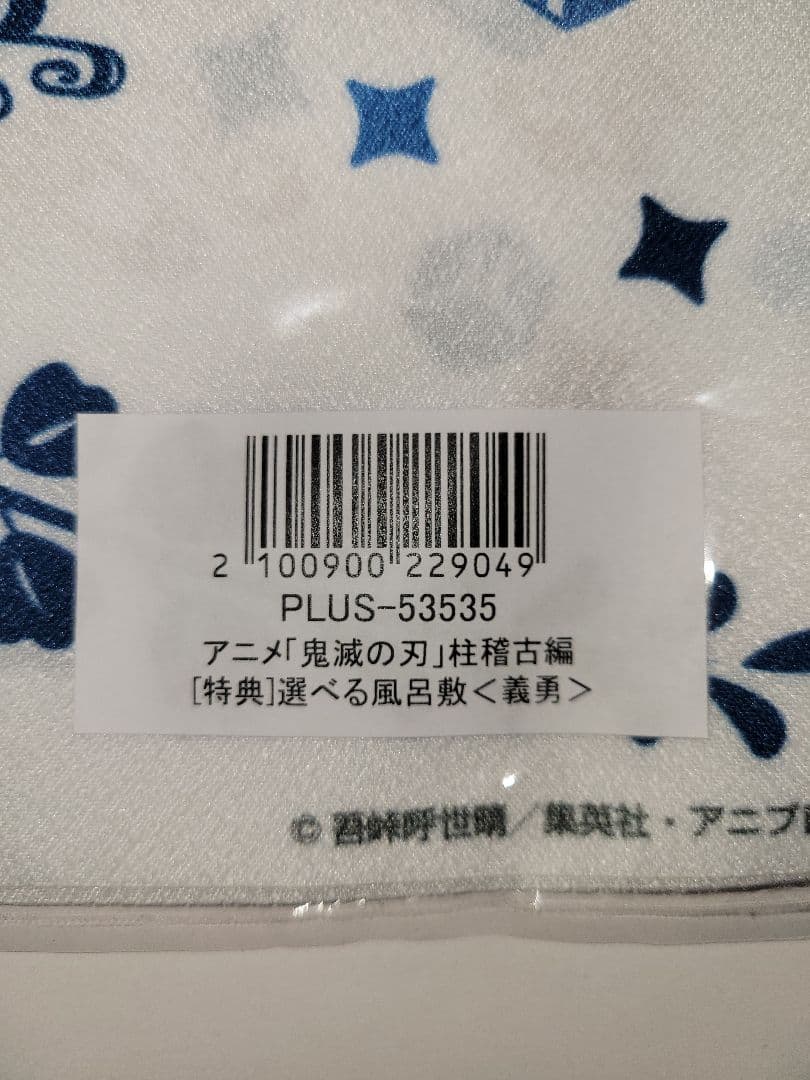 2 100900 229049
PLUS-53535
アニメ「鬼滅の刃」柱稽古編
[特典]選べる風呂敷＜義勇＞
© 吾峠呼世晴／集英社・アニプ